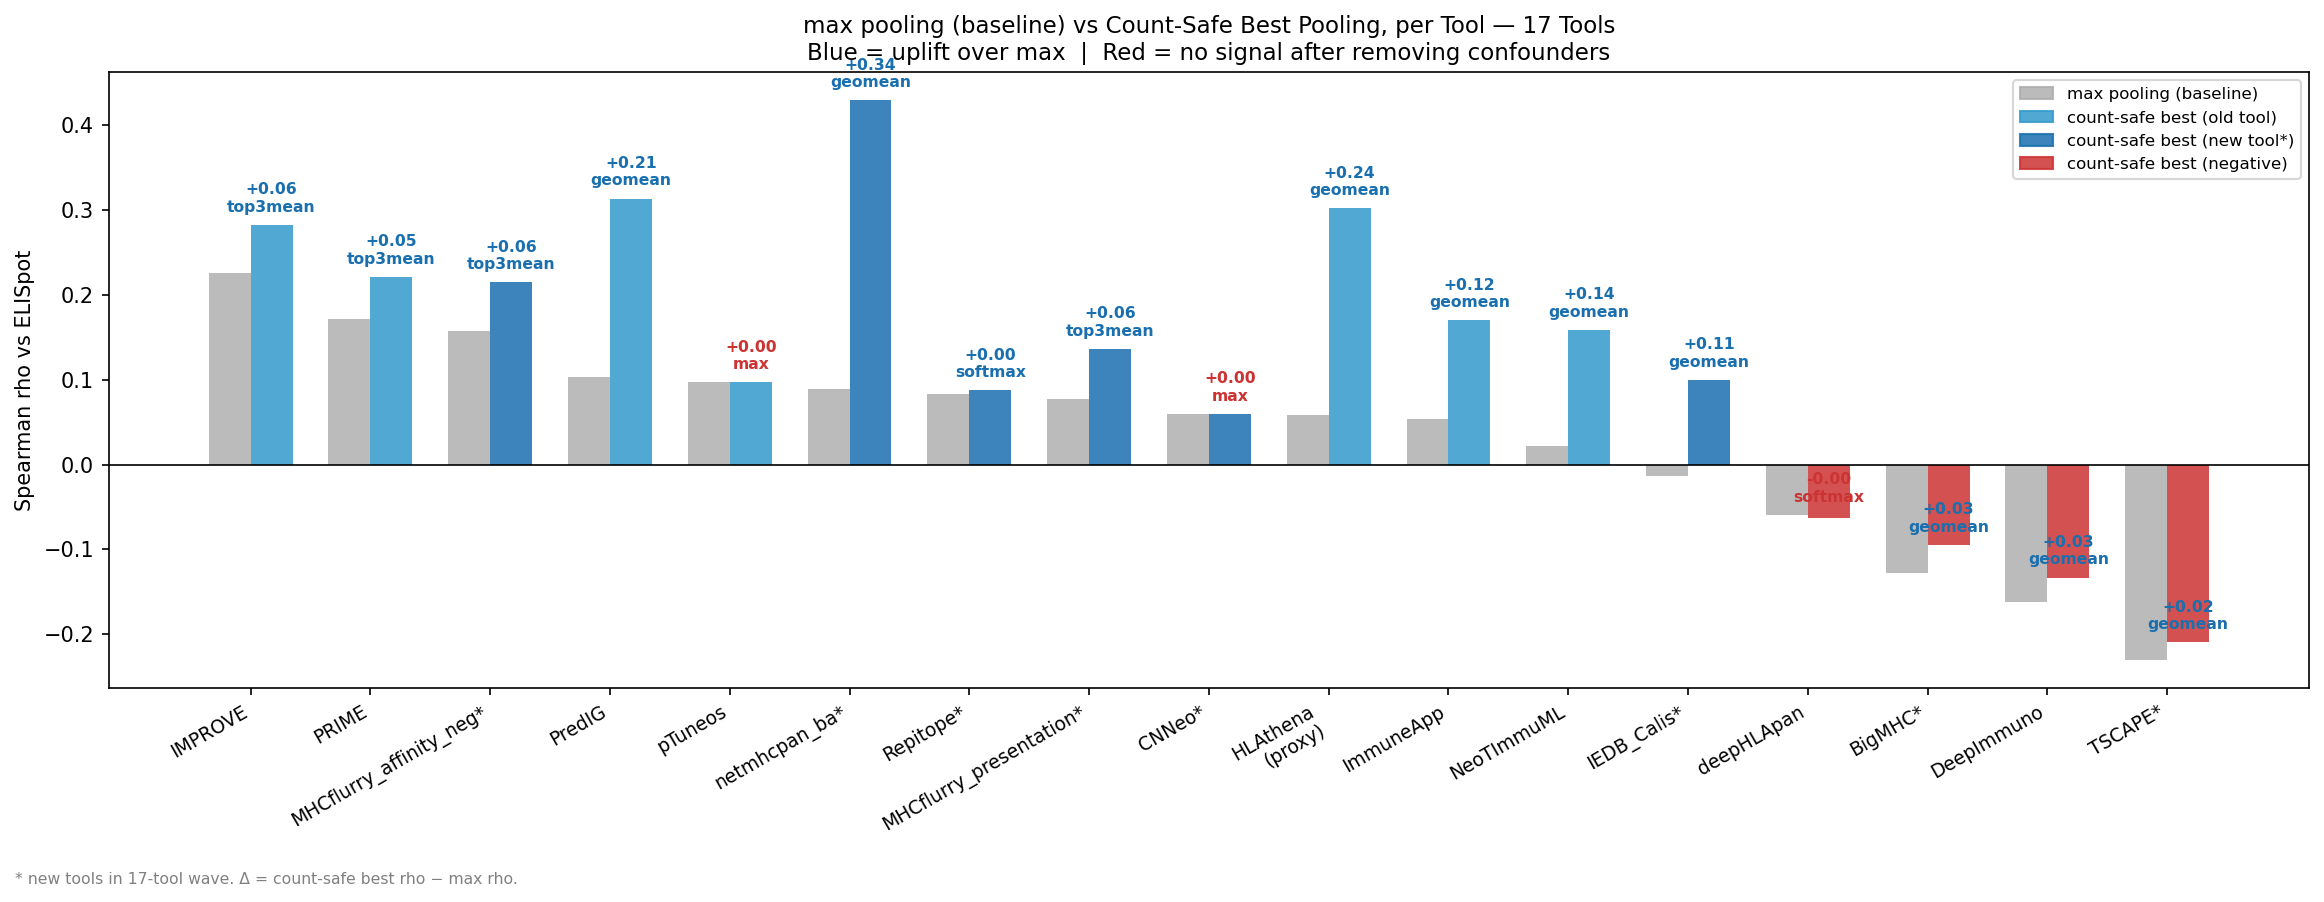 max pooling (baseline) vs Count-Safe Best Pooling, per Tool — 17 Tools
Blue = uplift over max  |  Red = no signal after removing confounders
max pooling (baseline)
count-safe best (old tool)
count-safe best (new tool*)
count-safe best (negative)
Spearman rho vs ELISpot
0.4
0.3
0.2
0.1
0.0
−0.1
−0.2
+0.06
top3mean
+0.05
top3mean
+0.06
top3mean
+0.21
geomean
+0.00
max
+0.34
geomean
+0.00
softmax
+0.06
top3mean
+0.00
max
+0.24
geomean
+0.12
geomean
+0.14
geomean
+0.11
geomean
-0.00
softmax
+0.03
geomean
+0.03
geomean
+0.02
geomean
IMPROVE
PRIME
MHCflurry_affinity_neg*
PredIG
pTuneos
netmhcpan_ba*
Repitope*
MHCflurry_presentation*
CNNeo*
HLAthena
(proxy)
ImmuneApp
NeoTImmuML
IEDB_Calis*
deepHLApan
BigMHC*
DeepImmuno
TSCAPE*
* new tools in 17-tool wave. Δ = count-safe best rho − max rho.